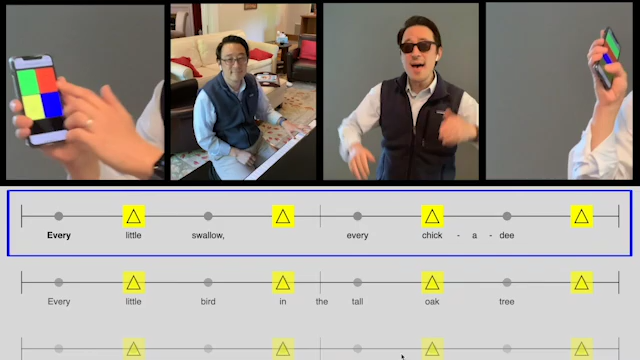 Every little swallow, every chick - a - dee
Every little bird in the tall oak tree